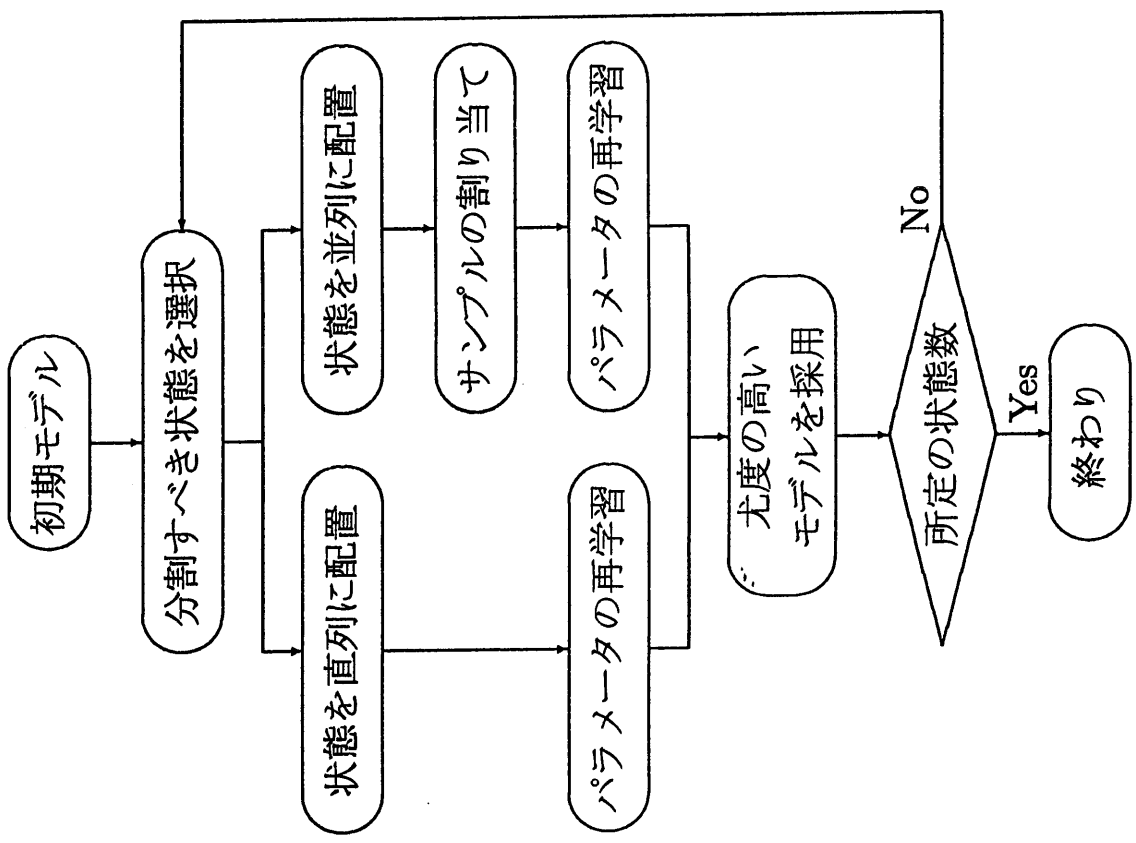 初期モデル
分割すべき状態を選択
状態を直列に配置
パラメータの再学習
状態を並列に配置
サンプルの割り当て
パラメータの再学習
尤度の高い
モデルを採用
所定の状態数
No
Yes
終わり